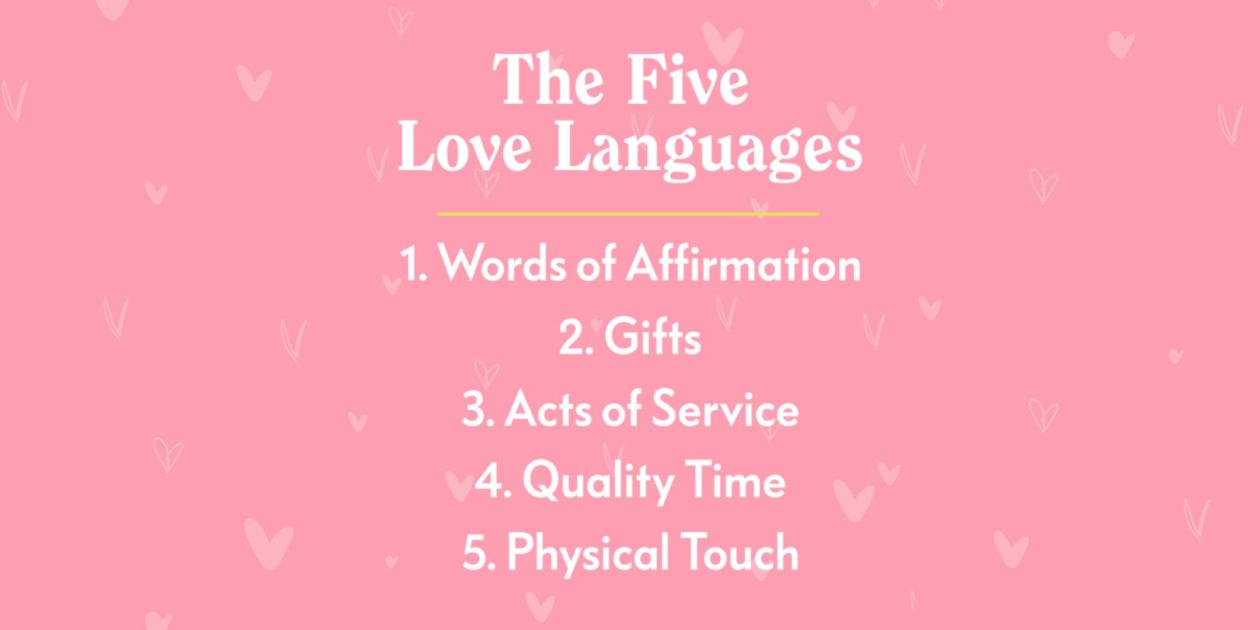 The Five
Love Languages
1. Words of Affirmation
2. Gifts
3. Acts of Service
4. Quality Time
5. Physical Touch